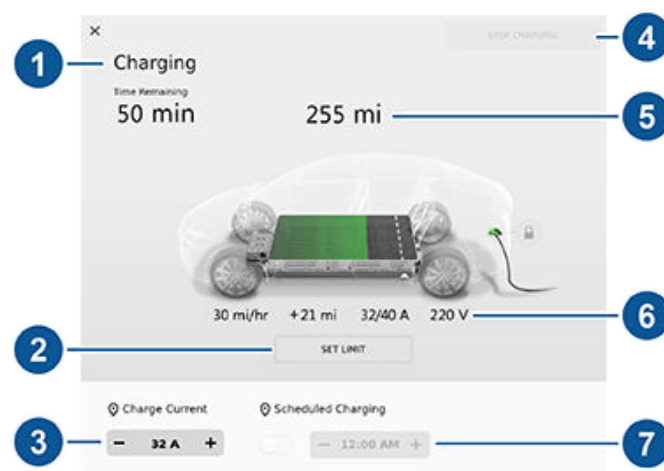 ×
STOP CHARGING
4
1
Charging
Time Remaining
50 min
255 mi
5
30 mi/hr +21 mi 32/40 A 220 V
6
2
SET LIMIT
Charge Current
Scheduled Charging
3
− 32 A +
− 12:00 AM +
7